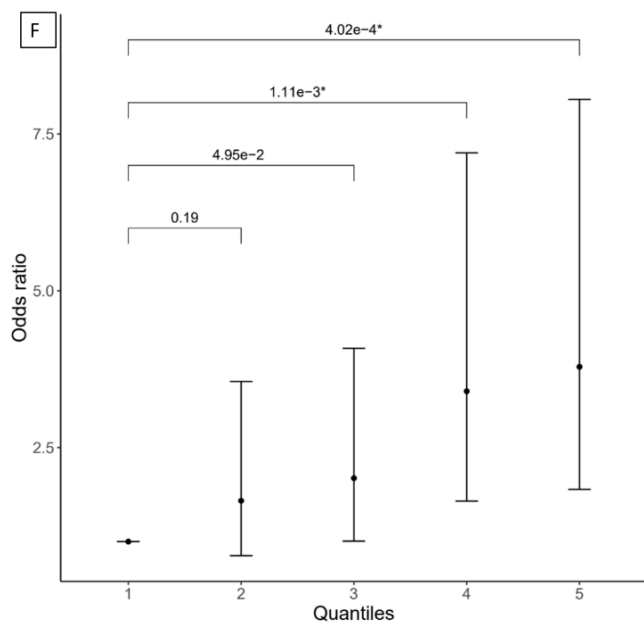 F
4.02e−4*
1.11e−3*
4.95e−2
0.19
7.5
5.0
2.5
Odds ratio
1 2 3 4 5
Quantiles